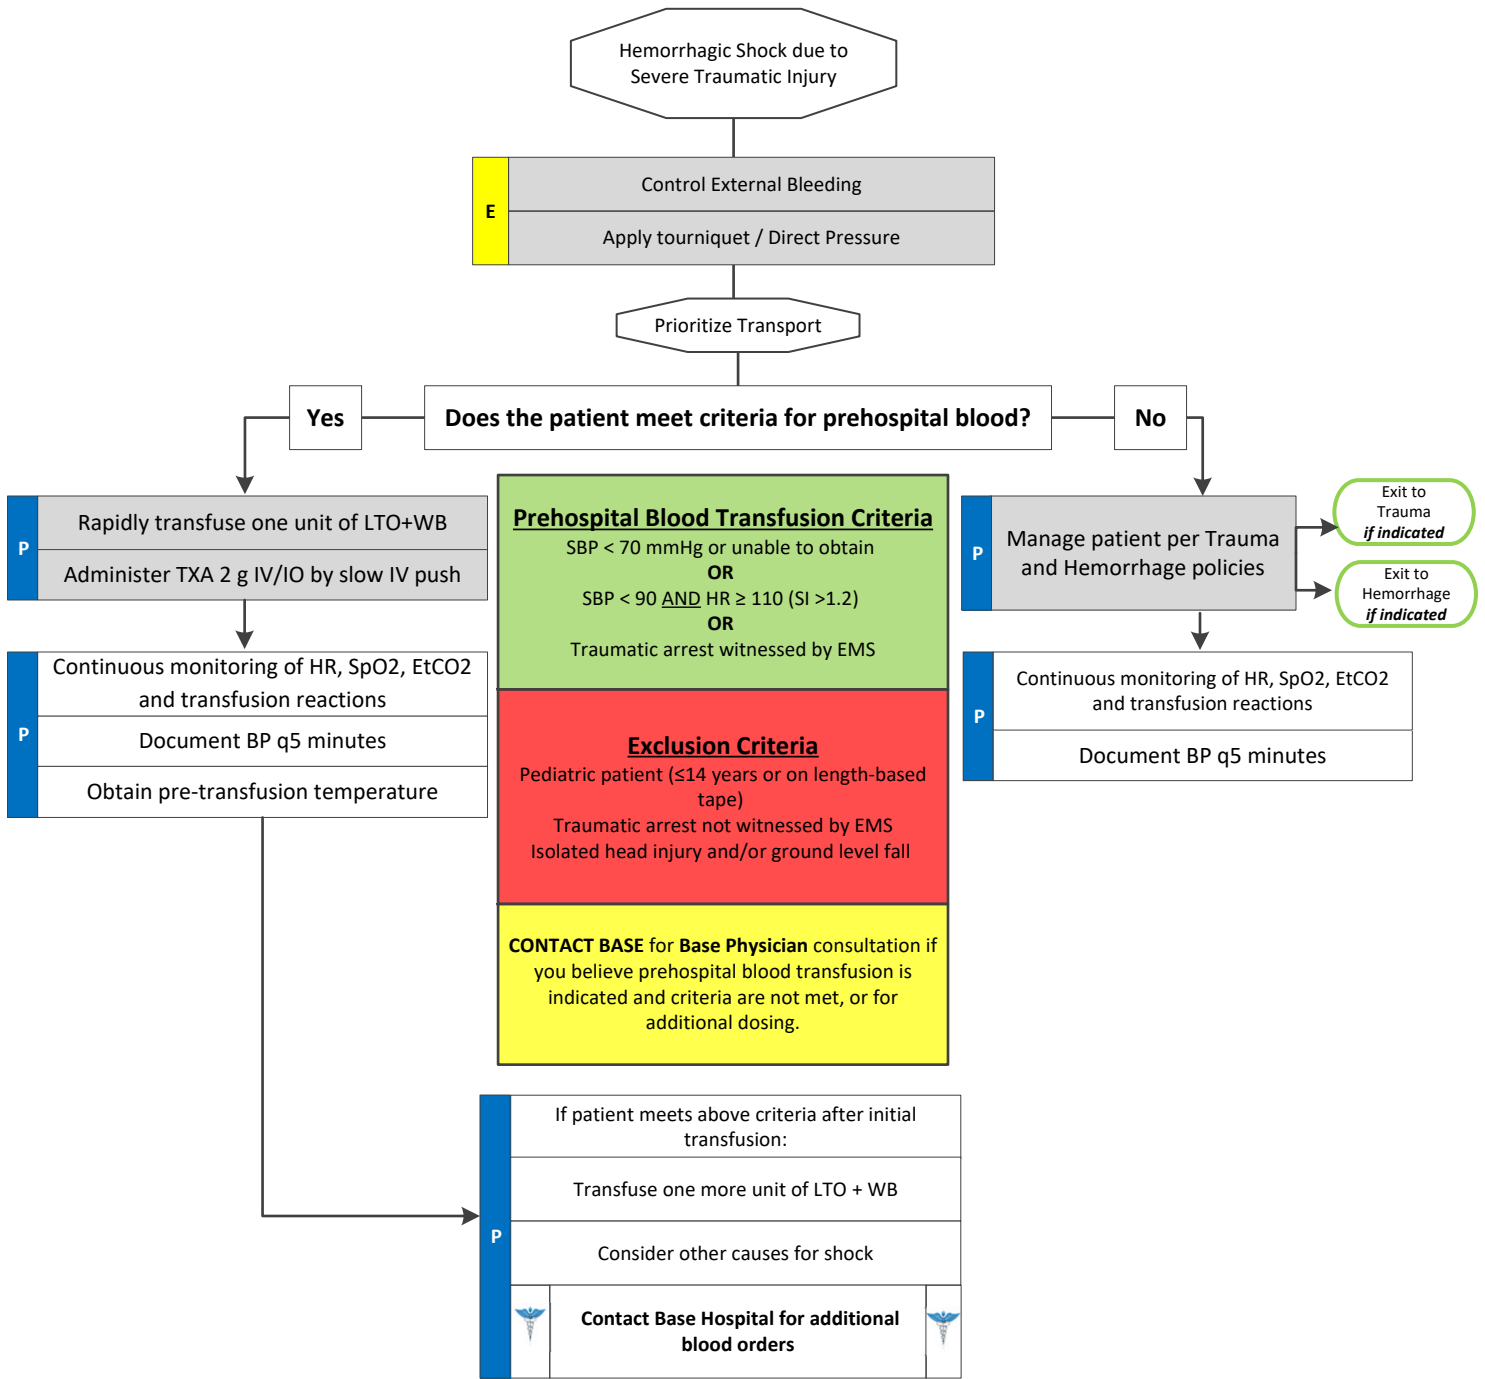 Hemorrhagic Shock due to
Severe Traumatic Injury
E
Control External Bleeding
Apply tourniquet / Direct Pressure
Prioritize Transport
Yes
Does the patient meet criteria for prehospital blood?
No
P
Rapidly transfuse one unit of LTO+WB
Administer TXA 2 g IV/IO by slow IV push
P
Continuous monitoring of HR, SpO2, EtCO2
and transfusion reactions
Document BP q5 minutes
Obtain pre-transfusion temperature
Prehospital Blood Transfusion Criteria
SBP < 70 mmHg or unable to obtain
OR
SBP < 90 AND HR ≥ 110 (SI >1.2)
OR
Traumatic arrest witnessed by EMS
Exclusion Criteria
Pediatric patient (≤14 years or on length-based
tape)
Traumatic arrest not witnessed by EMS
Isolated head injury and/or ground level fall
CONTACT BASE for Base Physician consultation if
you believe prehospital blood transfusion is
indicated and criteria are not met, or for
additional dosing.
P
Manage patient per Trauma
and Hemorrhage policies
Exit to
Trauma
if indicated
Exit to
Hemorrhage
if indicated
P
Continuous monitoring of HR, SpO2, EtCO2
and transfusion reactions
Document BP q5 minutes
P
If patient meets above criteria after initial
transfusion:
Transfuse one more unit of LTO + WB
Consider other causes for shock
Contact Base Hospital for additional
blood orders